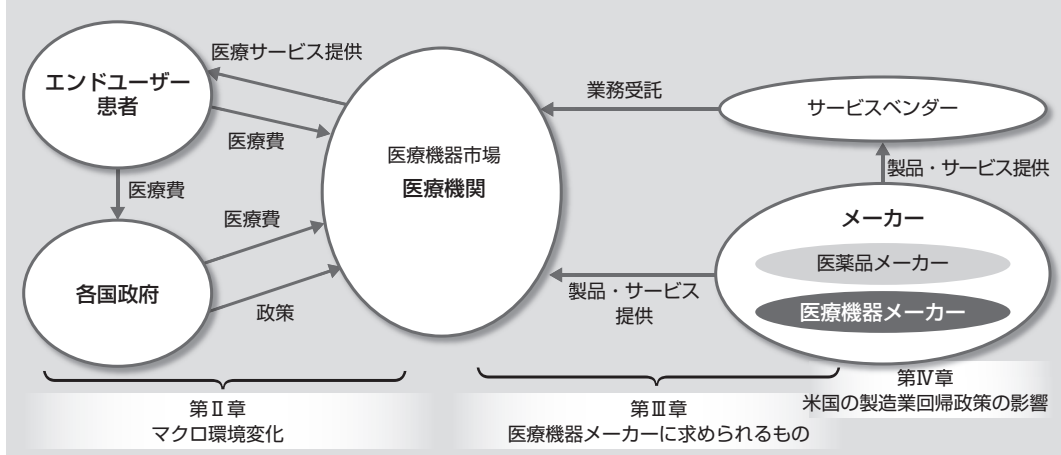 医療サービス提供
エンドユーザー
患者
医療費
医療費
医療費
各国政府
政策
医療機器市場
医療機関
業務受託
サービスベンダー
製品・サービス提供
メーカー
医薬品メーカー
医療機器メーカー
製品・サービス
提供
第Ⅱ章
マクロ環境変化
第Ⅲ章
医療機器メーカーに求められるもの
第Ⅳ章
米国の製造業回帰政策の影響